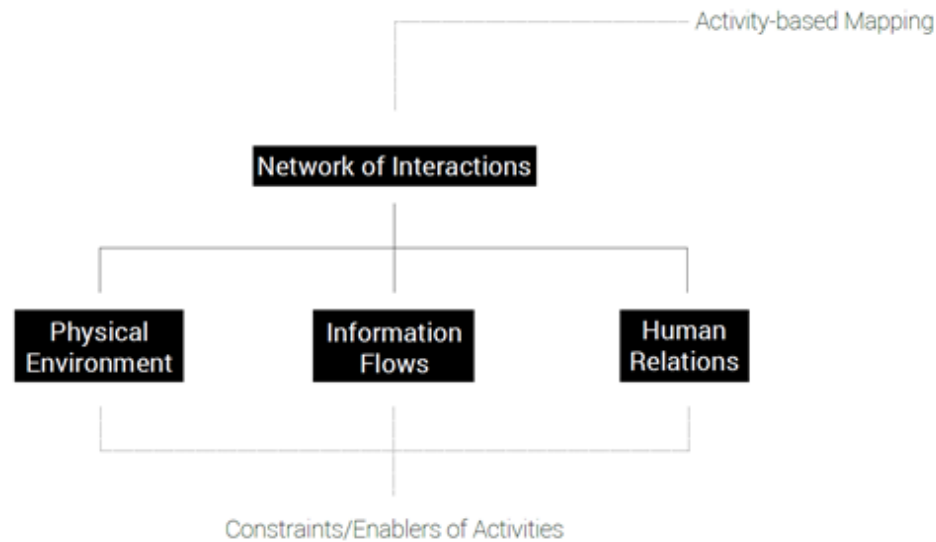 Activity-based Mapping
Network of Interactions
Physical
Environment
Information
Flows
Human
Relations
Constraints/Enablers of Activities